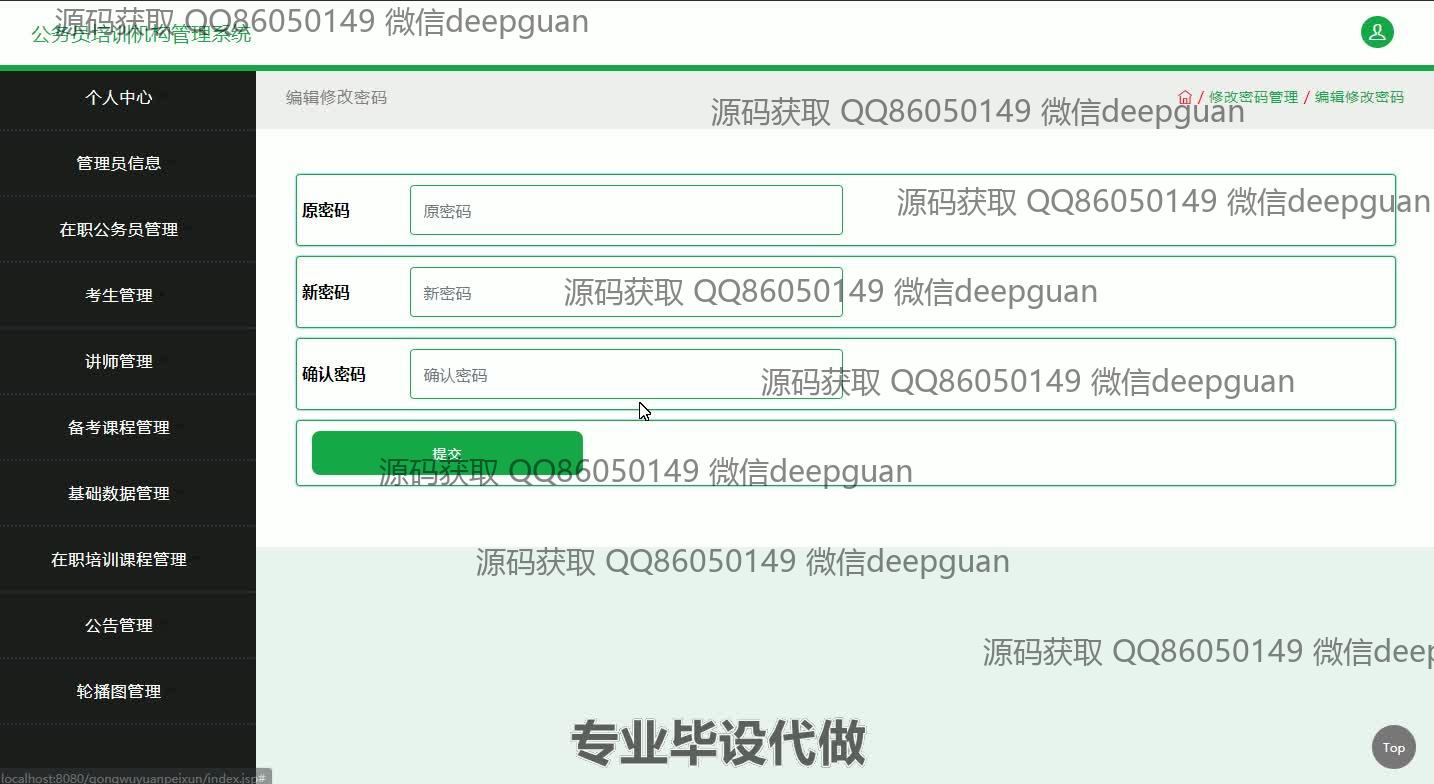 源码获取 QQ86050149 微信deepguan
公务员培训机构管理系统
个人中心
编辑修改密码
/ 修改密码管理 / 编辑修改密码
源码获取 QQ86050149 微信deepguan
管理员信息
源码获取 QQ86050149 微信deepguan
原密码
原密码
在职公务员管理
源码获取 QQ86050149 微信deepguan
新密码
新密码
考生管理
讲师管理
确认密码
确认密码
源码获取 QQ86050149 微信deepguan
备考课程管理
提交
源码获取 QQ86050149 微信deepguan
基础数据管理
在职培训课程管理
源码获取 QQ86050149 微信deepguan
公告管理
源码获取 QQ86050149 微信deep
轮播图管理
专业毕设代做
Top
localhost:8080/gongwuyuanpeixun/index.jsp#